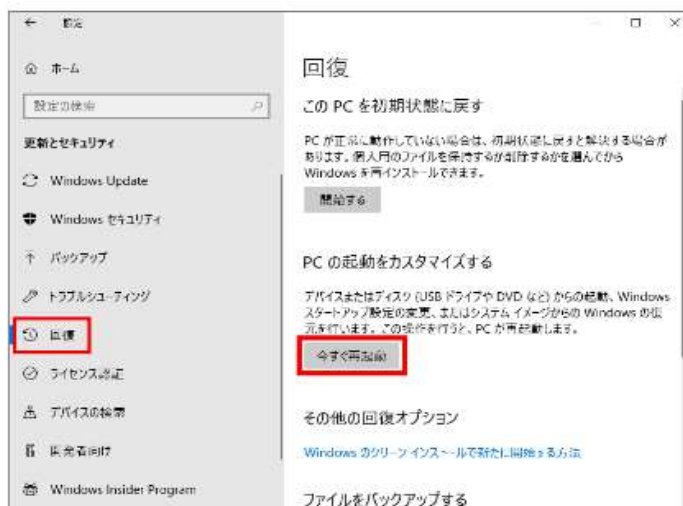 設定
ホーム
設定の検索
更新とセキュリティ
Windows Update
Windows セキュリティ
バックアップ
トラブルシューティング
回復
ライセンス認証
デバイスの検索
開発者向け
Windows Insider Program
回復
この PC を初期状態に戻す
PC が正常に動作していない場合は、初期状態に戻すと解決する場合が
あります。個人用のファイルを保持するか削除するかを選んでから
Windows を再インストールできます。
開始する
PC の起動をカスタマイズする
デバイスまたはディスク (USB ドライブや DVD など) からの起動、Windows
スタートアップ設定の変更、またはシステム イメージからの Windows の復
元を行います。この操作を行うと、PC が再起動します。
今すぐ再起動
その他の回復オプション
Windows のクリーン インストールで新たに開始する方法
ファイルをバックアップする